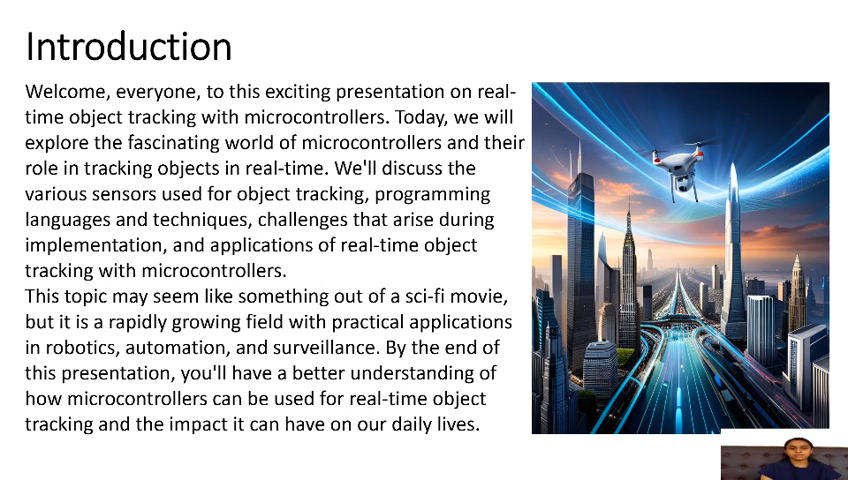 Introduction
Welcome, everyone, to this exciting presentation on real-
time object tracking with microcontrollers. Today, we will
explore the fascinating world of microcontrollers and their
role in tracking objects in real-time. We'll discuss the
various sensors used for object tracking, programming
languages and techniques, challenges that arise during
implementation, and applications of real-time object
tracking with microcontrollers.
This topic may seem like something out of a sci-fi movie,
but it is a rapidly growing field with practical applications
in robotics, automation, and surveillance. By the end of
this presentation, you'll have a better understanding of
how microcontrollers can be used for real-time object
tracking and the impact it can have on our daily lives.